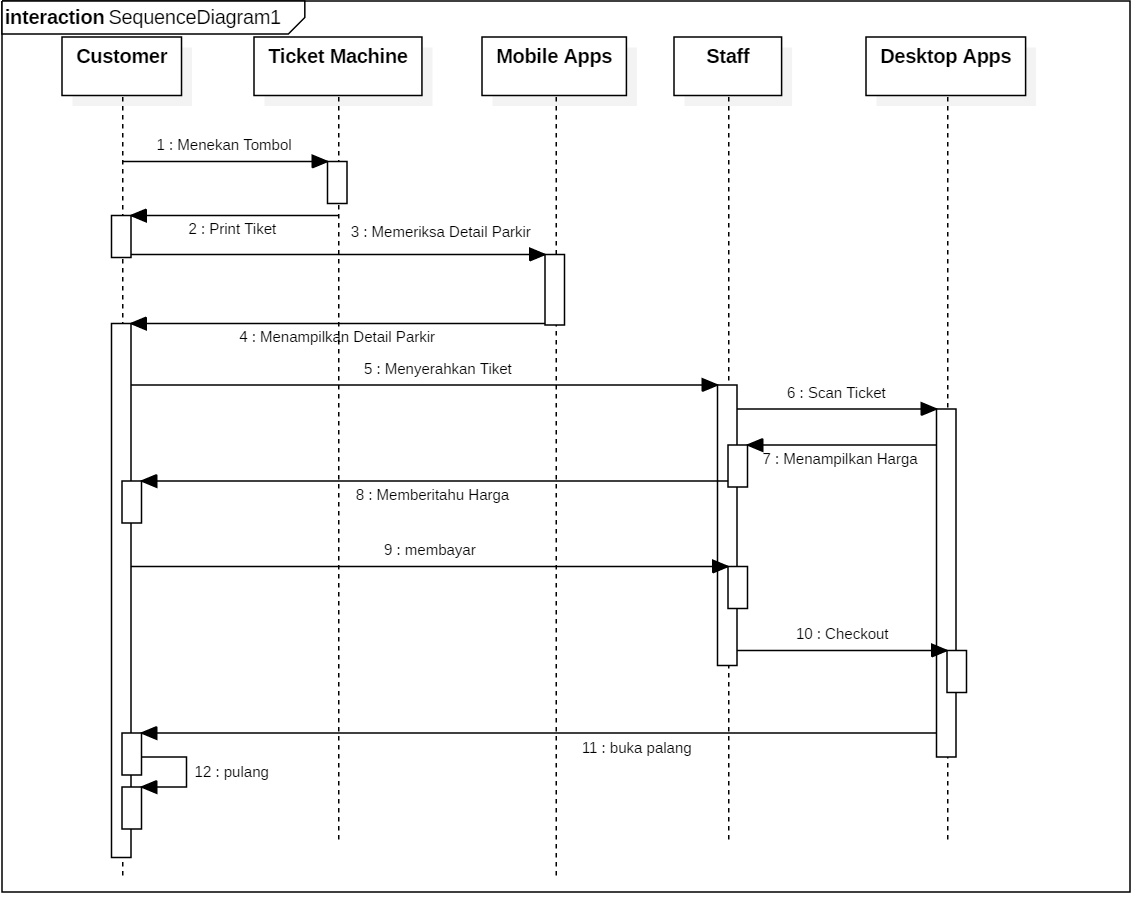 interaction SequenceDiagram1
Customer
Ticket Machine
Mobile Apps
Staff
Desktop Apps
1 : Menekan Tombol
2 : Print Tiket
3 : Memeriksa Detail Parkir
4 : Menampilkan Detail Parkir
5 : Menyerahkan Tiket
6 : Scan Ticket
7 : Menampilkan Harga
8 : Memberitahu Harga
9 : membayar
10 : Checkout
11 : buka palang
12 : pulang